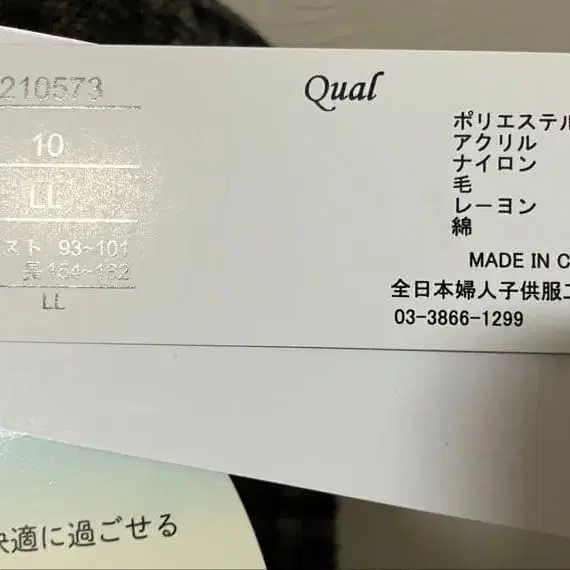 210573
10
LL
スト 93~101
長 154~162
LL
Qual
ポリエステル
アクリル
ナイロン
毛
レーヨン
綿
MADE IN C
全日本婦人子供服工
03-3866-1299
快適に過ごせる